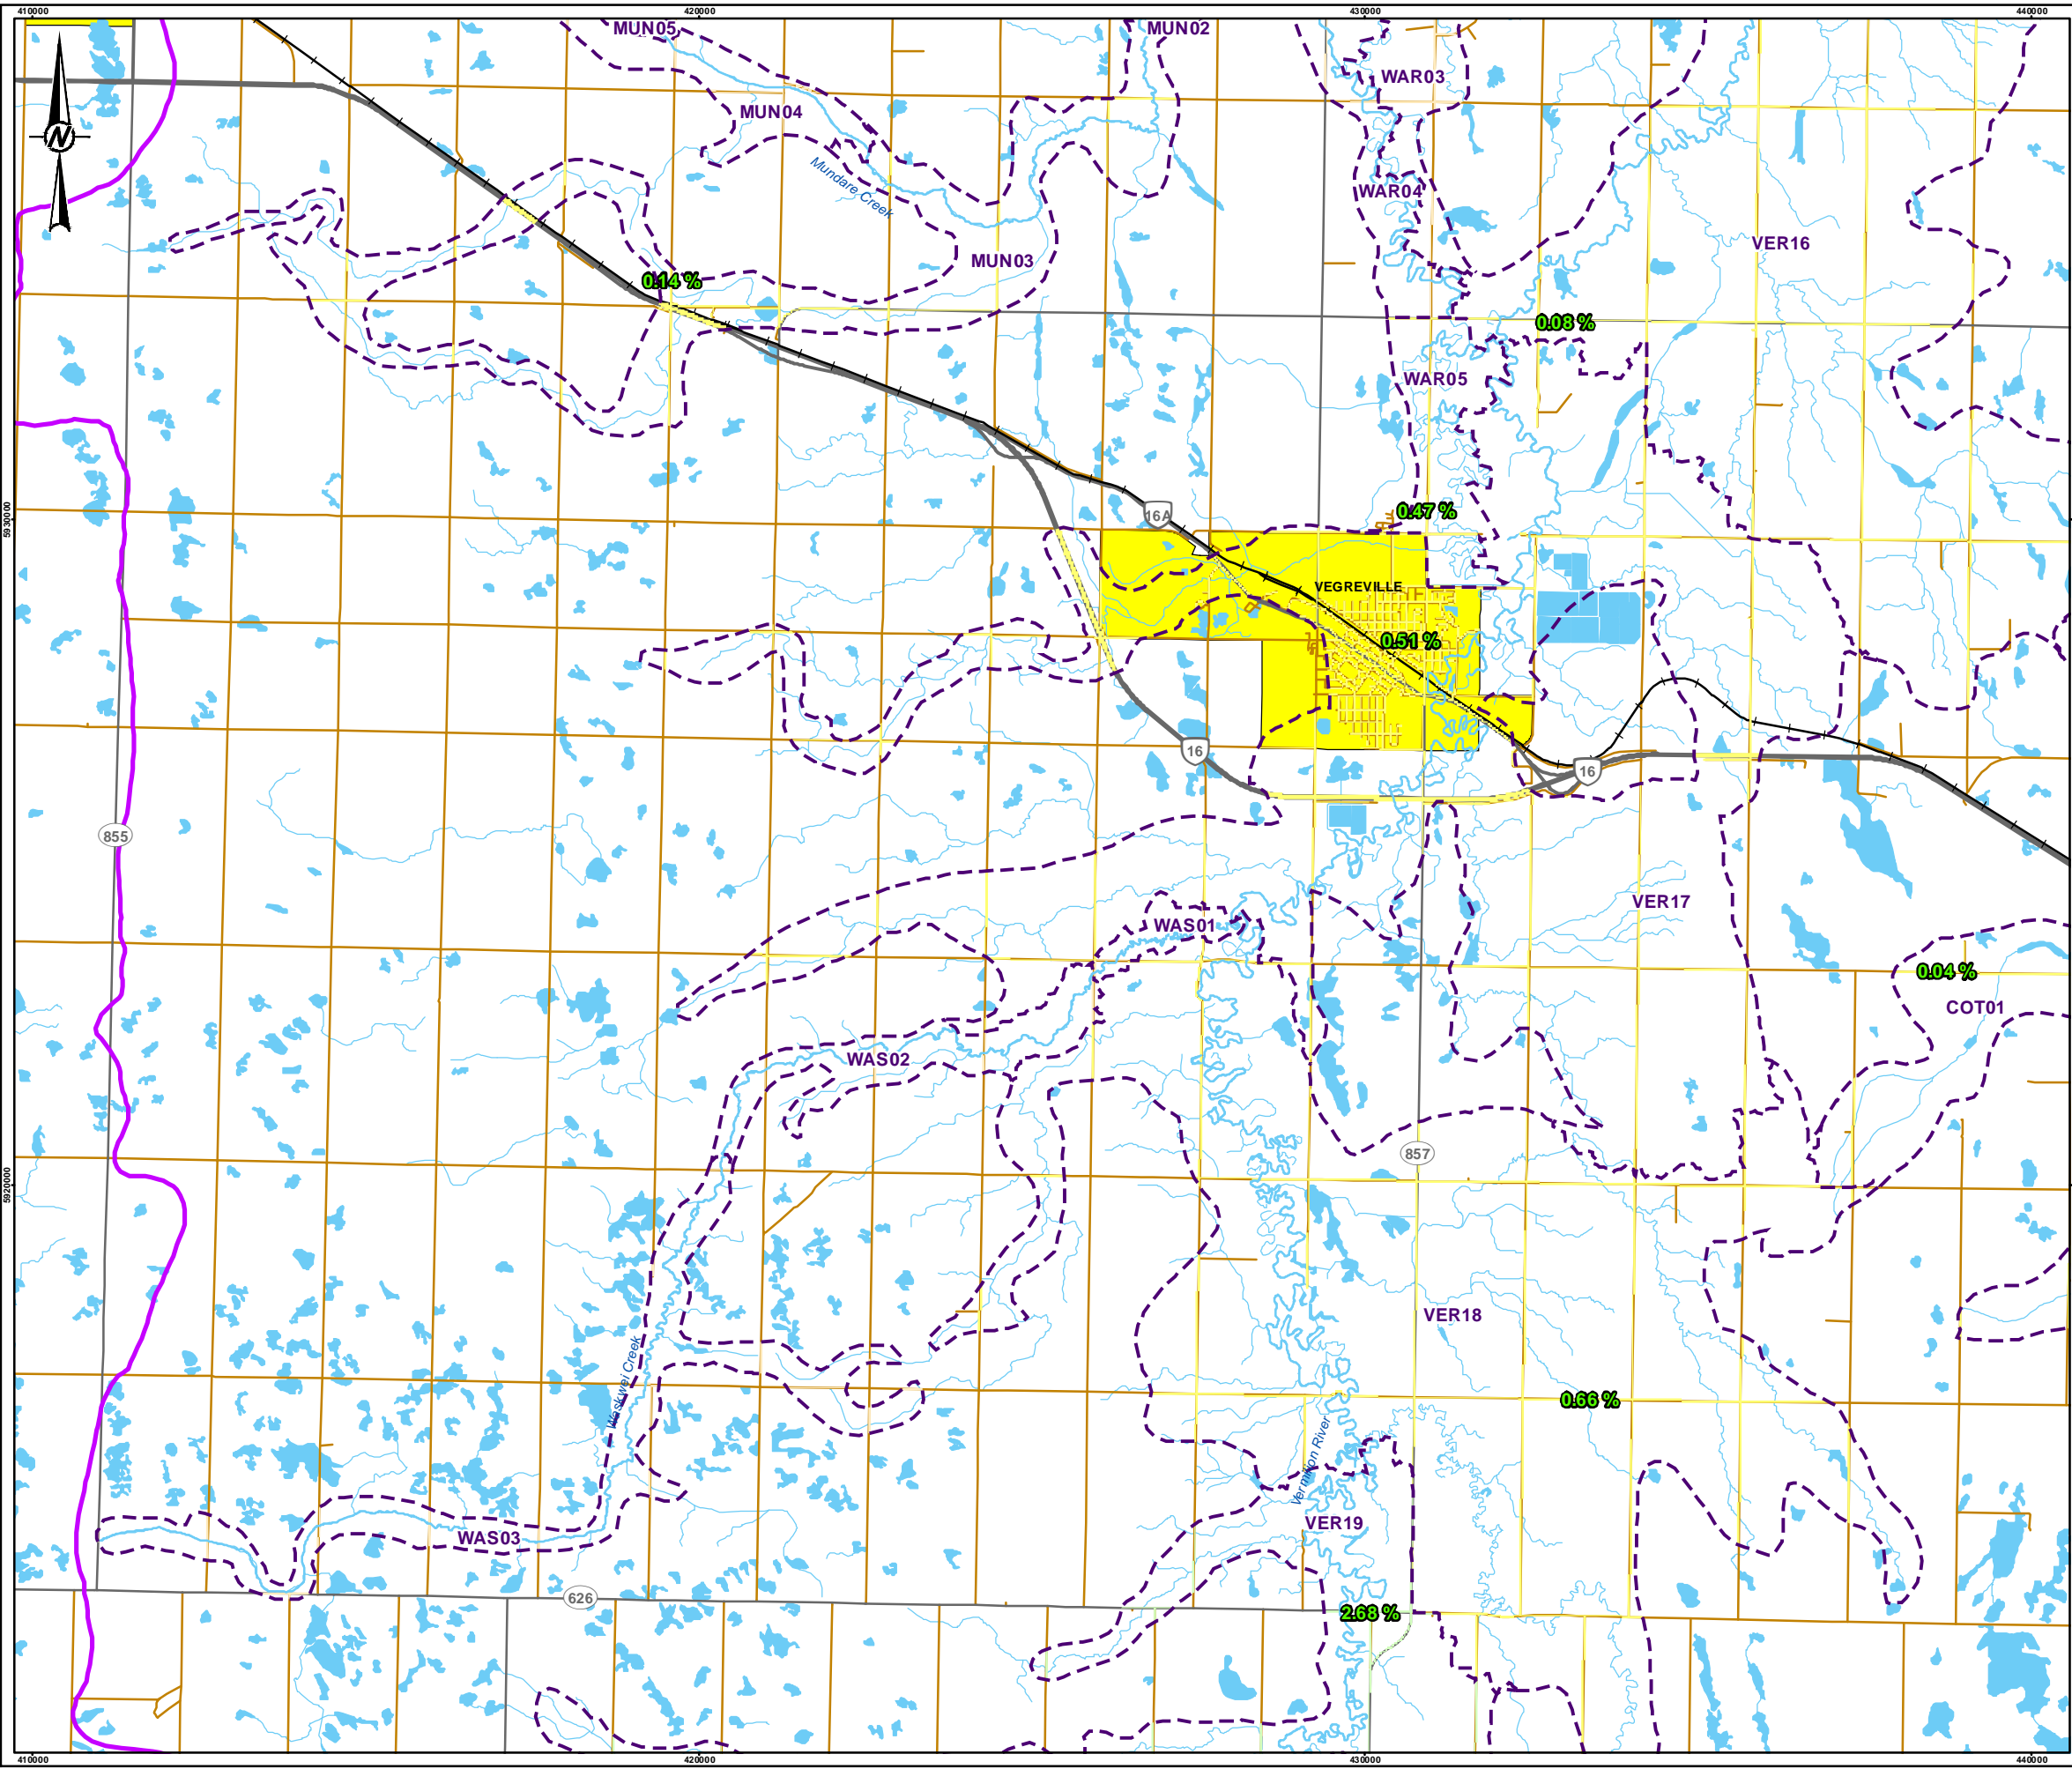 410000
420000
430000
440000
MUN05
MUN02
WAR03
MUN04
N
Mundare Creek
WAR04
VER16
MUN03
0.14 %
0.08 %
WAR05
5930000
16A
0.47 %
VEGREVILLE
0.51 %
16
16
855
VER17
WAS01
0.04 %
COT01
WAS02
857
5920000
VER18
Waskwei Creek
0.66 %
Vermilion River
VER19
WAS03
626
2.68 %
410000
420000
430000
440000